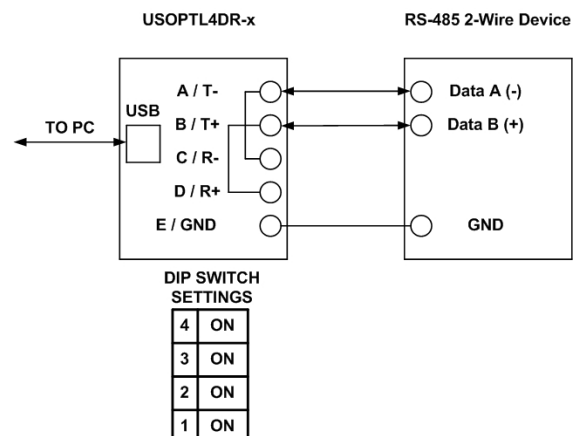 USOPTL4DR-x
RS-485 2-Wire Device
A / T-
Data A (-)
USB
B / T+
Data B (+)
TO PC
C / R-
D / R+
E / GND
GND
DIP SWITCH
SETTINGS
4 ON
3 ON
2 ON
1 ON